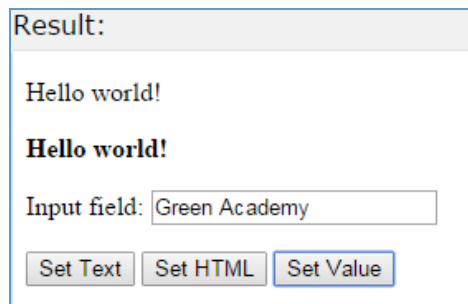 Result:
Hello world!
Hello world!
Input field: Green Academy
Set Text Set HTML Set Value